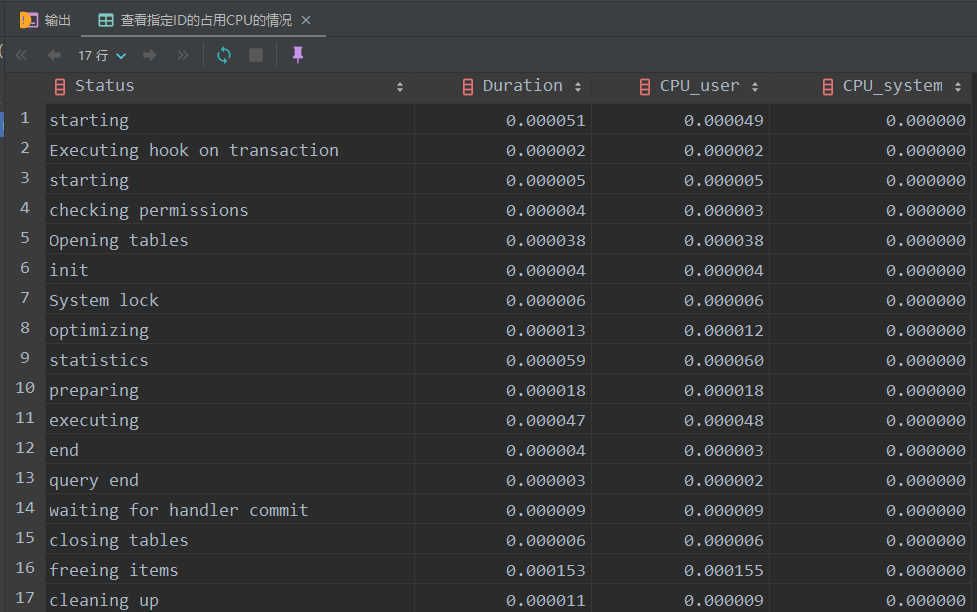 输出 查看指定ID的占用CPU的情况
17 行
Status Duration CPU_user CPU_system
1 starting 0.000051 0.000049 0.000000
2 Executing hook on transaction 0.000002 0.000002 0.000000
3 starting 0.000005 0.000005 0.000000
4 checking permissions 0.000004 0.000003 0.000000
5 Opening tables 0.000038 0.000038 0.000000
6 init 0.000004 0.000004 0.000000
7 System lock 0.000006 0.000006 0.000000
8 optimizing 0.000013 0.000012 0.000000
9 statistics 0.000059 0.000060 0.000000
10 preparing 0.000018 0.000018 0.000000
11 executing 0.000047 0.000048 0.000000
12 end 0.000004 0.000003 0.000000
13 query end 0.000003 0.000002 0.000000
14 waiting for handler commit 0.000009 0.000009 0.000000
15 closing tables 0.000006 0.000006 0.000000
16 freeing items 0.000153 0.000155 0.000000
17 cleaning up 0.000011 0.000009 0.000000